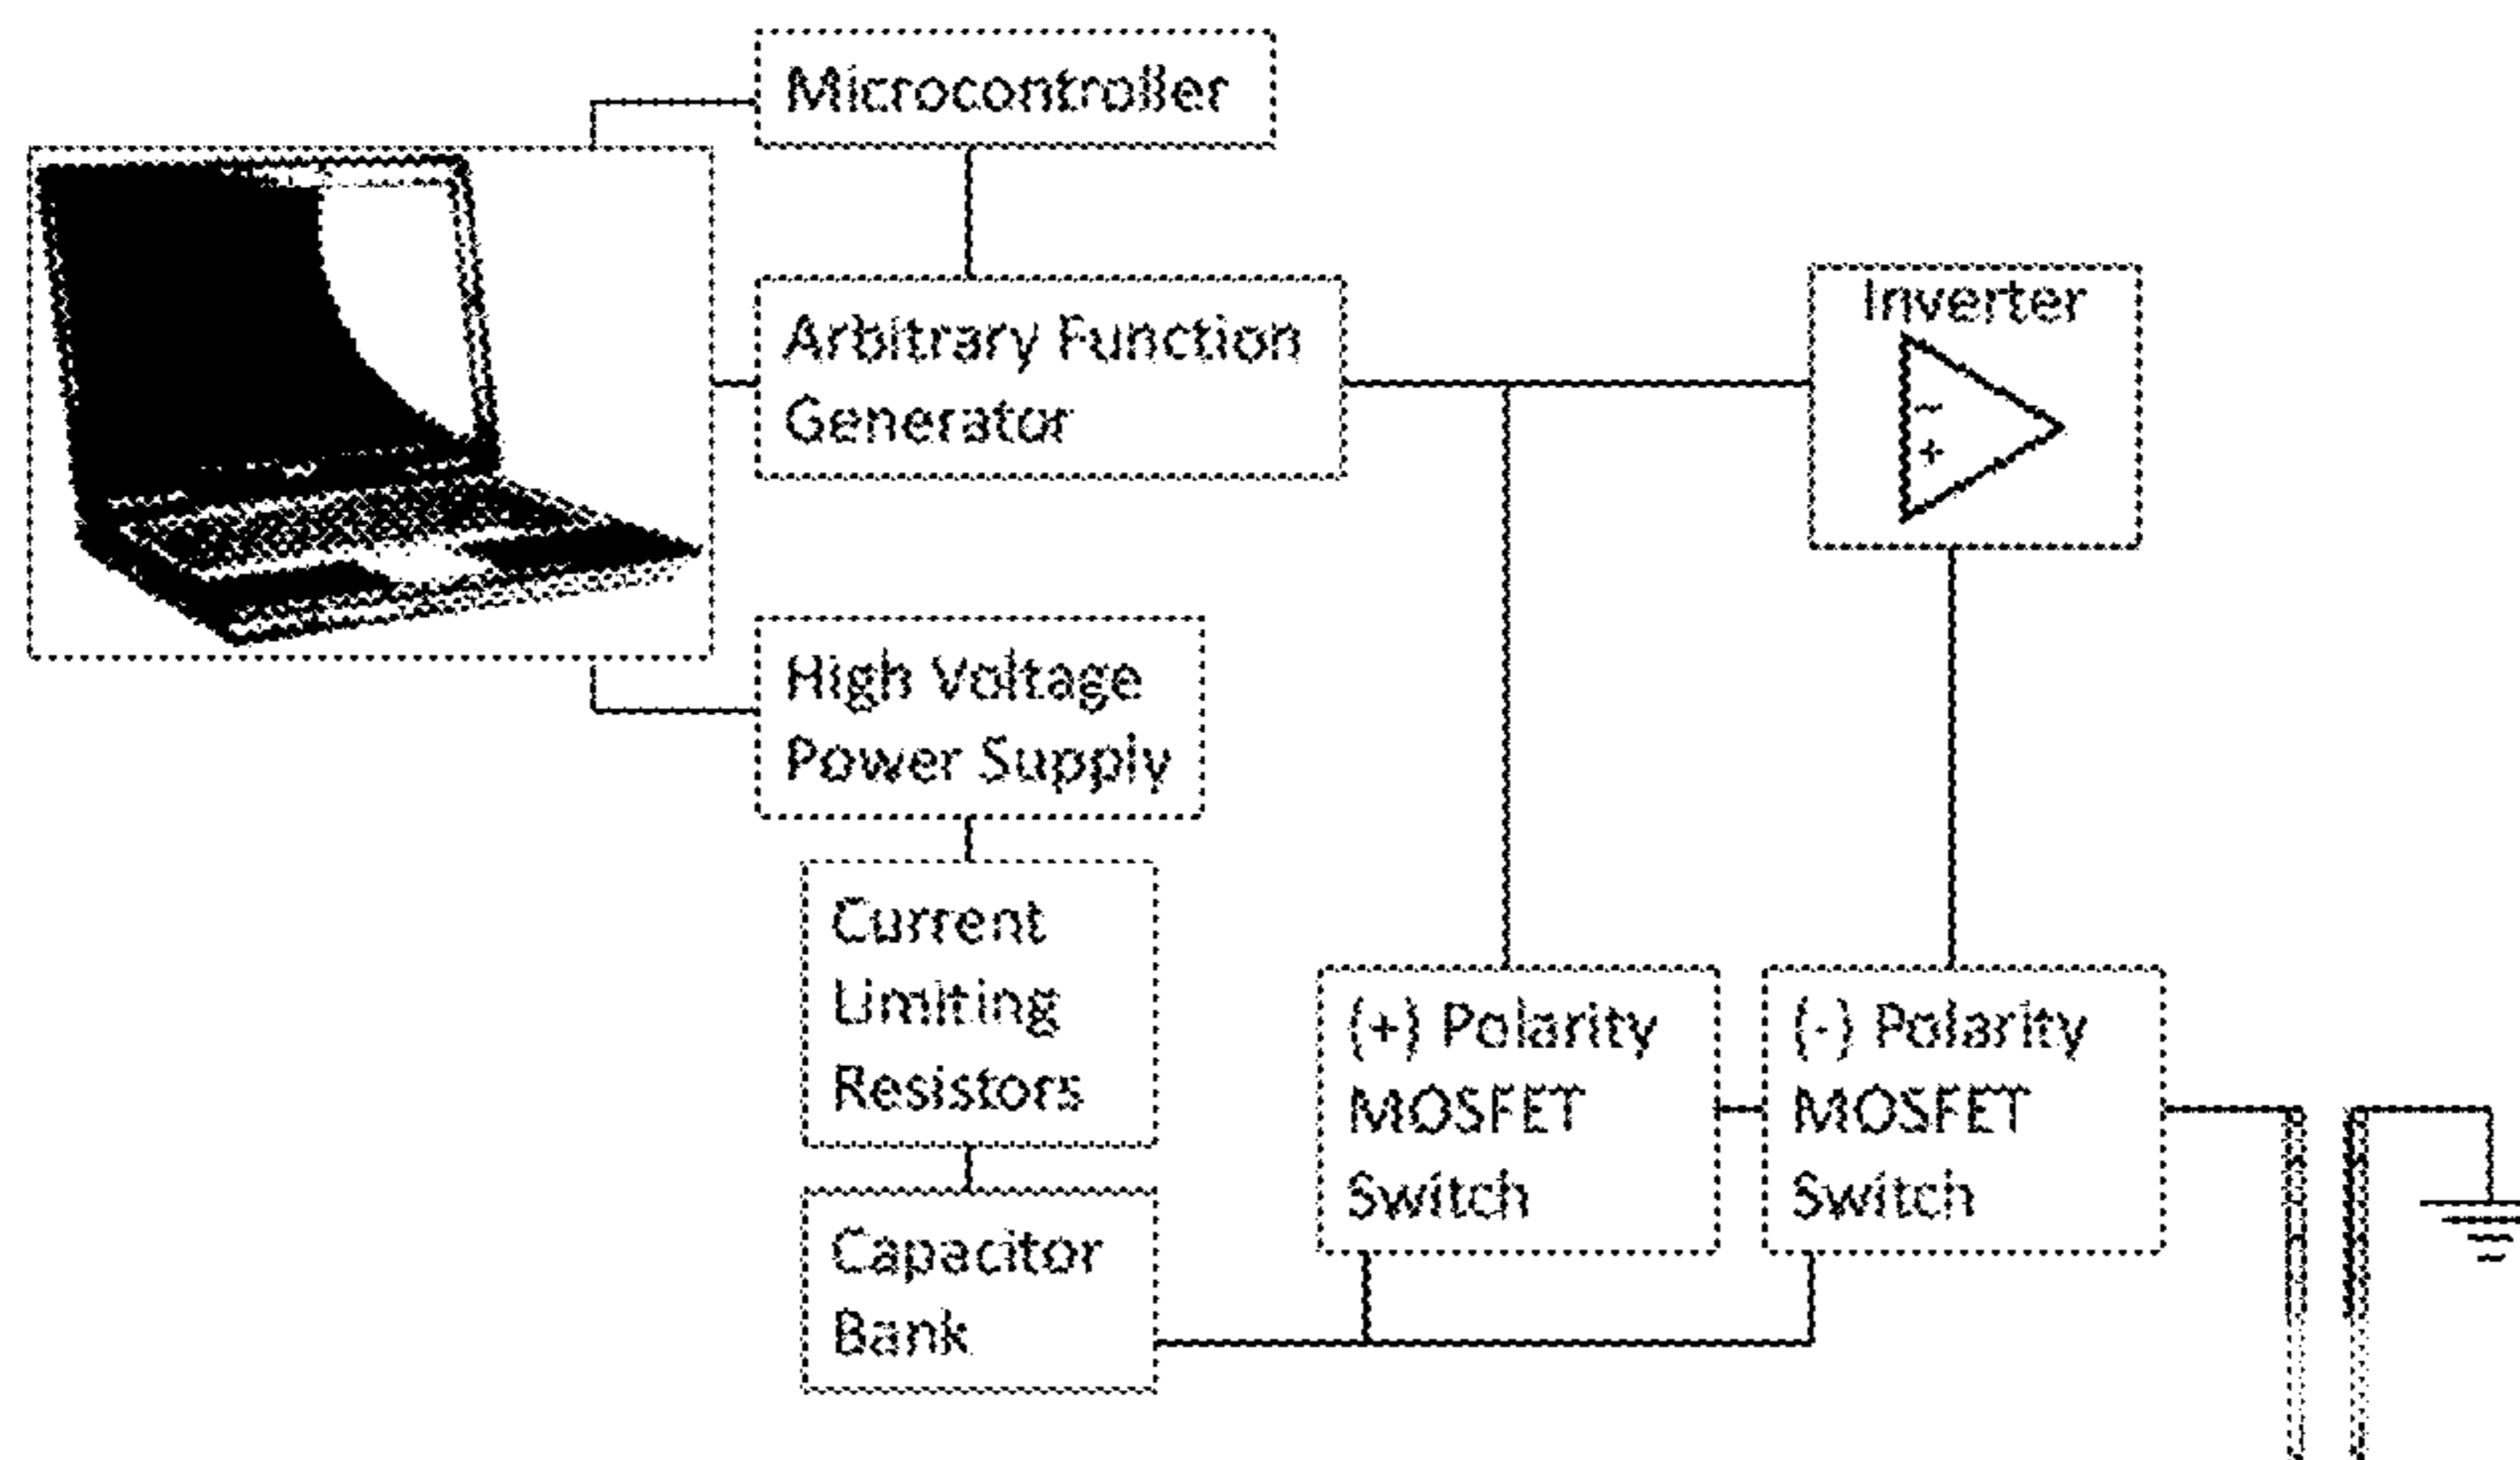 Microcontroller
Arbitrary Function
Generator
Inverter
-
+
High Voltage
Power Supply
Current
Limiting
Resistors
Capacitor
Bank
(+) Polarity
MOSFET
Switch
(-) Polarity
MOSFET
Switch